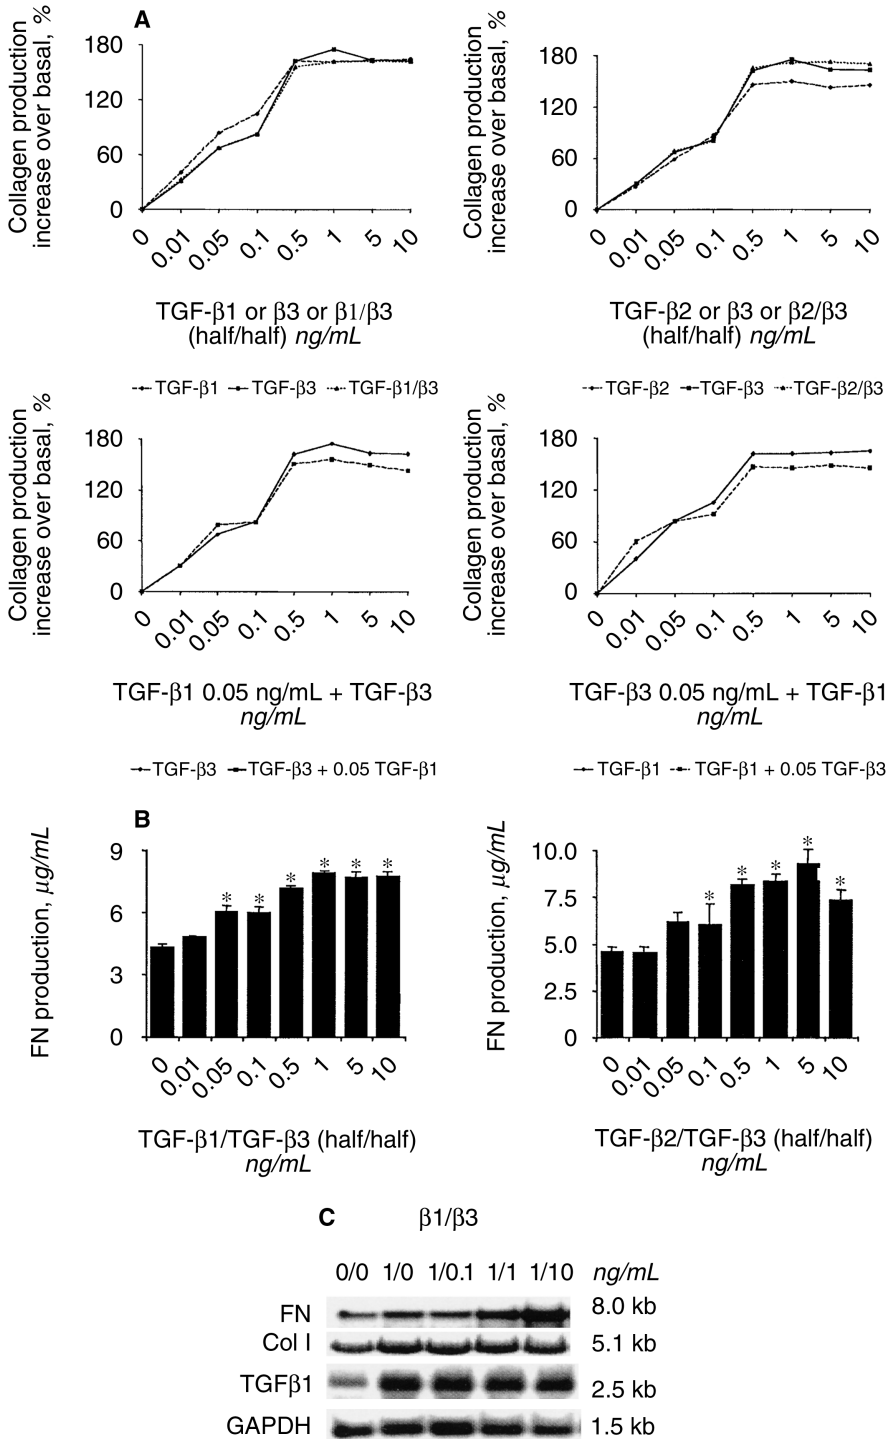 A
Collagen production
increase over basal, %
180
120
60
0
0 0.01 0.05 0.1 0.5 1 5 10
TGF-β1 or β3 or β1/β3
(half/half) ng/mL
TGF-β1 TGF-β3 TGF-β1/β3
Collagen production
increase over basal, %
180
120
60
0
0 0.01 0.05 0.1 0.5 1 5 10
TGF-β2 or β3 or β2/β3
(half/half) ng/mL
TGF-β2 TGF-β3 TGF-β2/β3
Collagen production
increase over basal, %
180
120
60
0
0 0.01 0.05 0.1 0.5 1 5 10
TGF-β1 0.05 ng/mL + TGF-β3
ng/mL
TGF-β3 TGF-β3 + 0.05 TGF-β1
Collagen production
increase over basal, %
180
120
60
0
0 0.01 0.05 0.1 0.5 1 5 10
TGF-β3 0.05 ng/mL + TGF-β1
ng/mL
TGF-β1 TGF-β1 + 0.05 TGF-β3
B
FN production, μg/mL
9
6
3
0
* * * * * *
0 0.01 0.05 0.1 0.5 1 5 10
TGF-β1/TGF-β3 (half/half)
ng/mL
FN production, μg/mL
10.0
7.5
5.0
2.5
0
* * * * *
0 0.01 0.05 0.1 0.5 1 5 10
TGF-β2/TGF-β3 (half/half)
ng/mL
C β1/β3
0/0 1/0 1/0.1 1/1 1/10 ng/mL
FN 8.0 kb
Col I 5.1 kb
TGFβ1 2.5 kb
GAPDH 1.5 kb